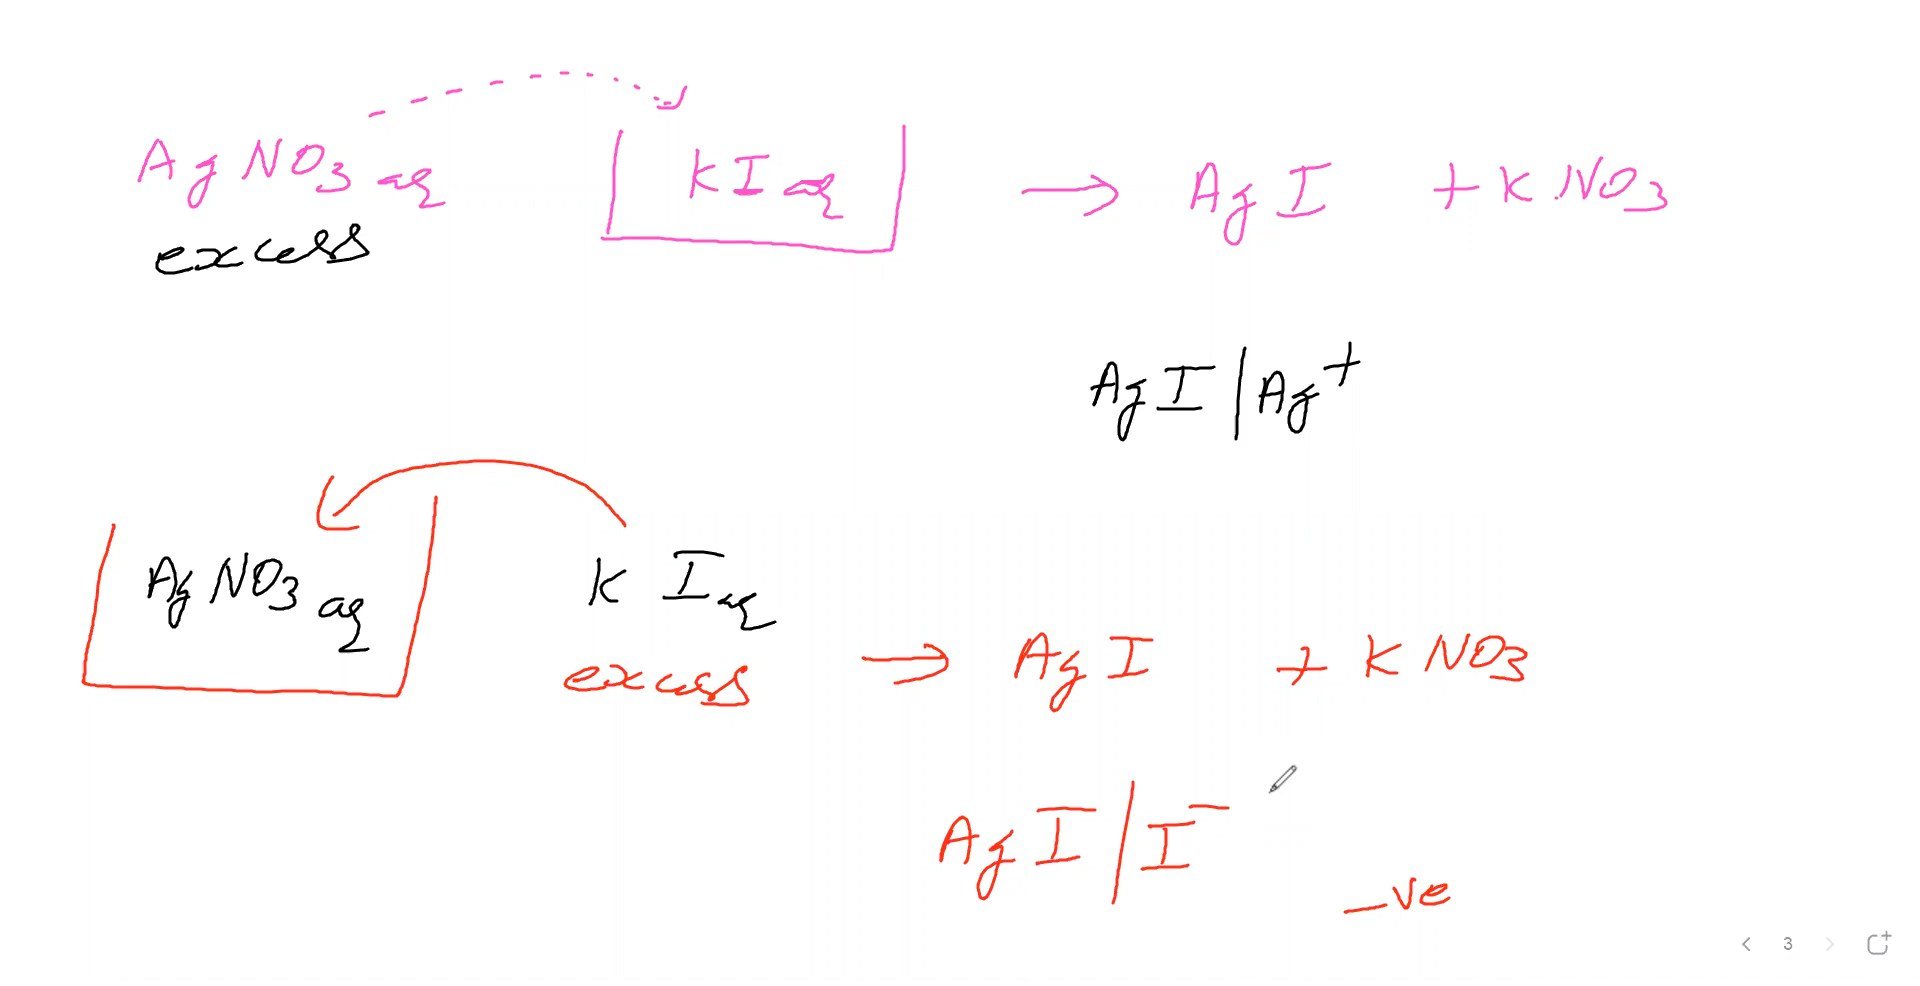 AgNO3 aq KI aq → AgI + KNO3
excess
AgI | Ag+
AgNO3 aq KI aq
excess → AgI + KNO3
AgI | I−
−ve
3